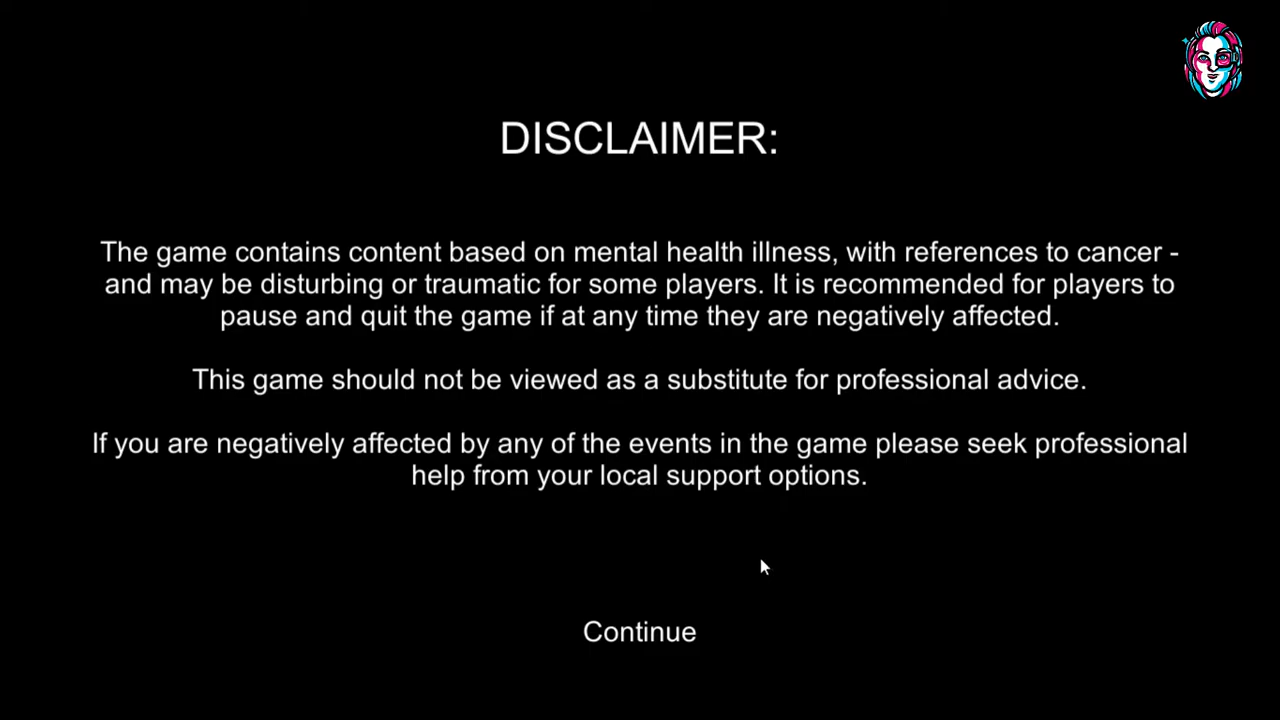 DISCLAIMER:
The game contains content based on mental health illness, with references to cancer -
and may be disturbing or traumatic for some players. It is recommended for players to
pause and quit the game if at any time they are negatively affected.
This game should not be viewed as a substitute for professional advice.
If you are negatively affected by any of the events in the game please seek professional
help from your local support options.
Continue